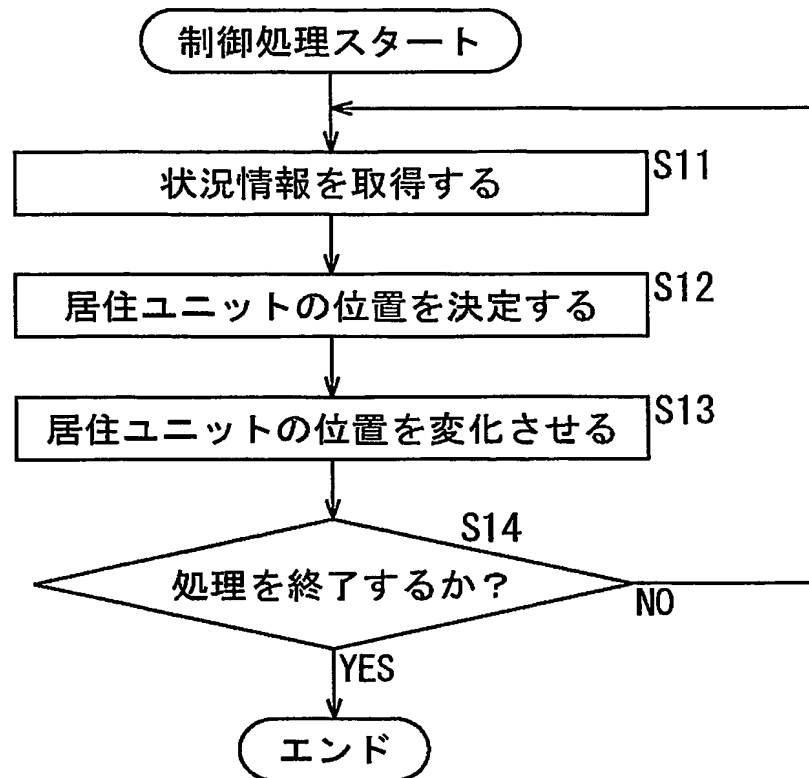 制御処理スタート
状況情報を取得する
S11
居住ユニットの位置を決定する
S12
居住ユニットの位置を変化させる
S13
S14
処理を終了するか？
NO
YES
エンド